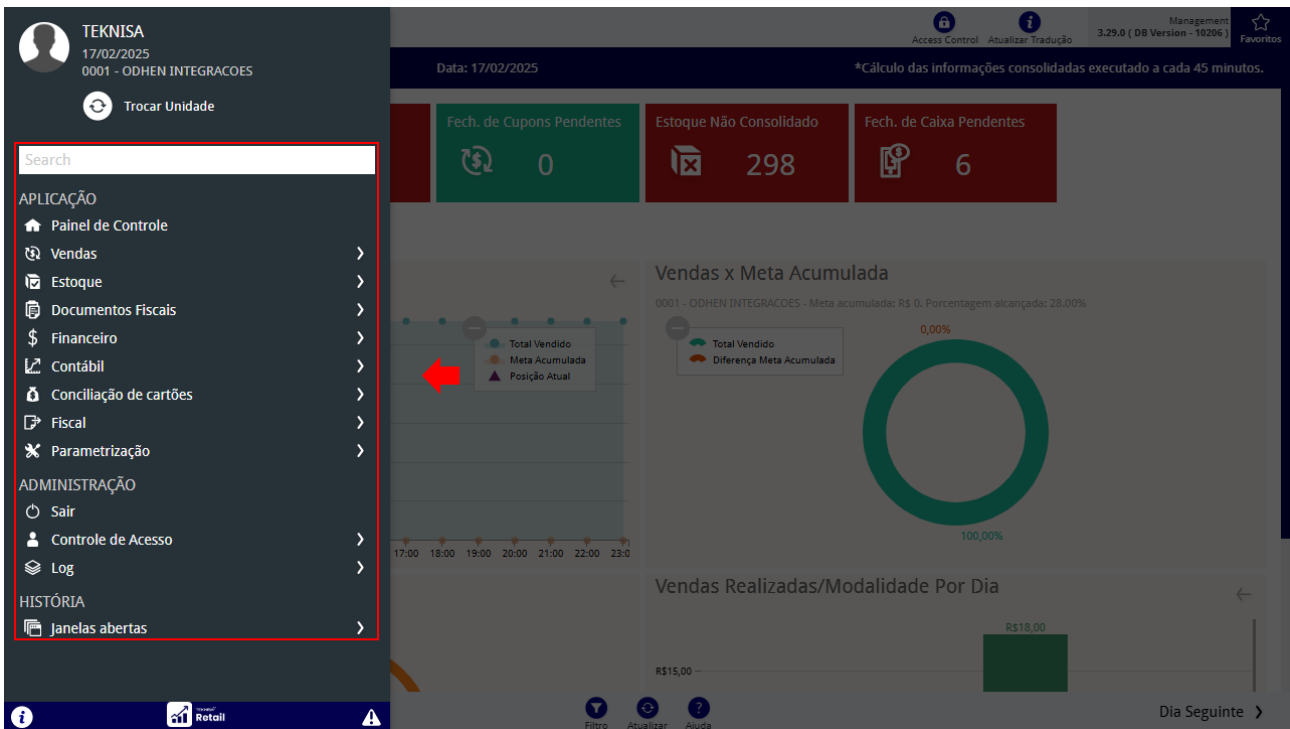 TEKNISA
17/02/2025
0001 - ODHEN INTEGRACOES
Trocar Unidade
Search
APLICAÇÃO
Painel de Controle
Vendas
Estoque
Documentos Fiscais
Financeiro
Contábil
Conciliação de cartões
Fiscal
Parametrização
ADMINISTRAÇÃO
Sair
Controle de Acesso
Log
HISTÓRIA
Janelas abertas
Retail
Access Control
Atualizar Tradução
Management
3.29.0 ( DB Version - 10206 )
Favoritos
Data: 17/02/2025
*Cálculo das informações consolidadas executado a cada 45 minutos.
Fech. de Cupons Pendentes
0
Estoque Não Consolidado
298
Fech. de Caixa Pendentes
6
Total Vendido
Meta Acumulada
Posição Atual
17:00 18:00 19:00 20:00 21:00 22:00 23:0
Vendas x Meta Acumulada
0001 - ODHEN INTEGRACOES - Meta acumulada: R$ 0. Porcentagem alcançada: 28.00%
Total Vendido
Diferença Meta Acumulada
0,00%
100,00%
Vendas Realizadas/Modalidade Por Dia
R$18,00
R$15,00
Filtro
Atualizar
Ajuda
Dia Seguinte